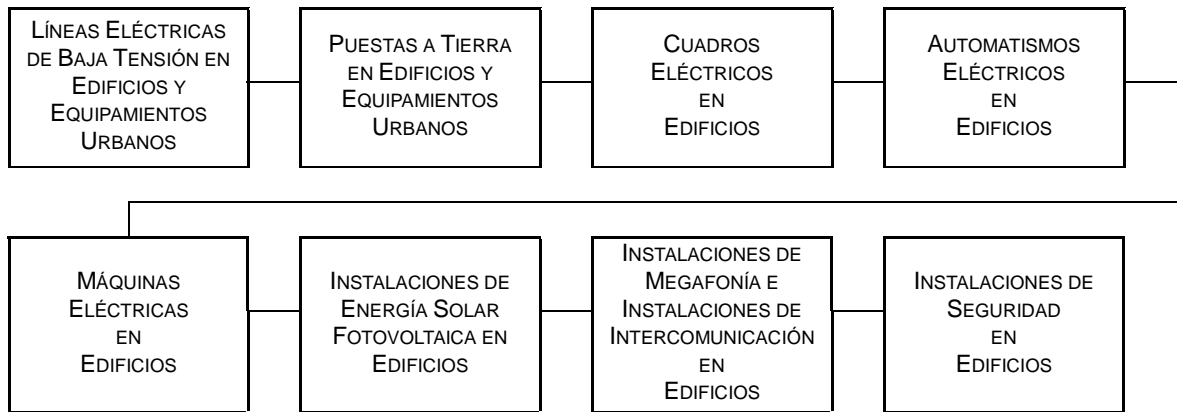 LÍNEAS ELÉCTRICAS
DE BAJA TENSIÓN EN
EDIFICIOS Y
EQUIPAMIENTOS
URBANOS
PUESTAS A TIERRA
EN EDIFICIOS Y
EQUIPAMIENTOS
URBANOS
CUADROS
ELÉCTRICOS
EN
EDIFICIOS
AUTOMATISMOS
ELÉCTRICOS
EN
EDIFICIOS
MÁQUINAS
ELÉCTRICAS
EN
EDIFICIOS
INSTALACIONES DE
ENERGÍA SOLAR
FOTOVOLTAICA EN
EDIFICIOS
INSTALACIONES DE
MEGAFONÍA E
INSTALACIONES DE
INTERCOMUNICACIÓN
EN
EDIFICIOS
INSTALACIONES DE
SEGURIDAD
EN
EDIFICIOS